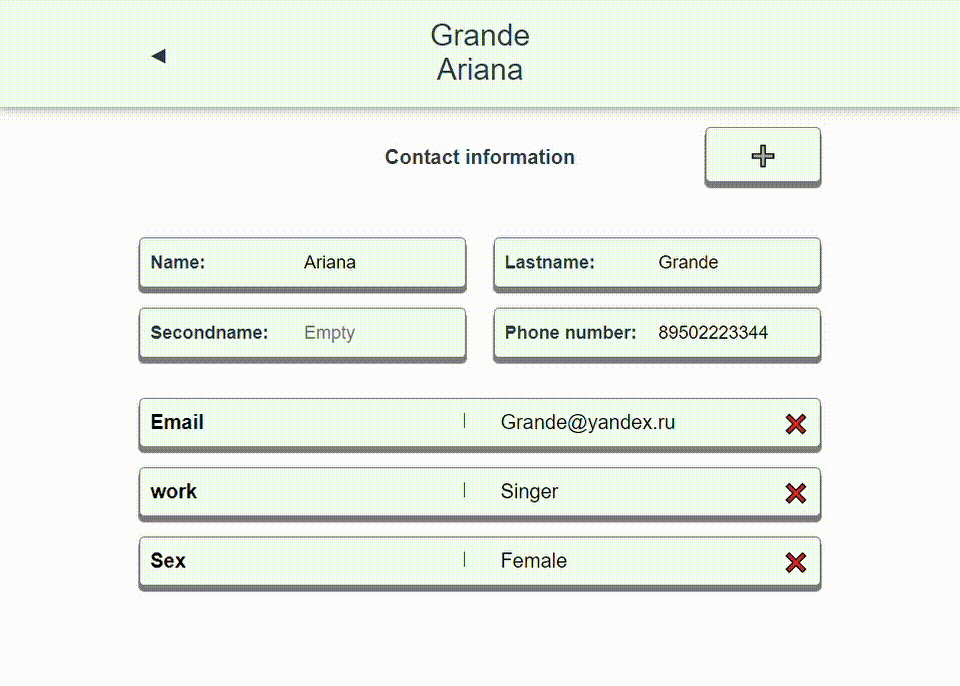 Grande
Ariana
Contact information
Name: Ariana
Lastname: Grande
Secondname: Empty
Phone number: 89502223344
Email | Grande@yandex.ru
work | Singer
Sex | Female